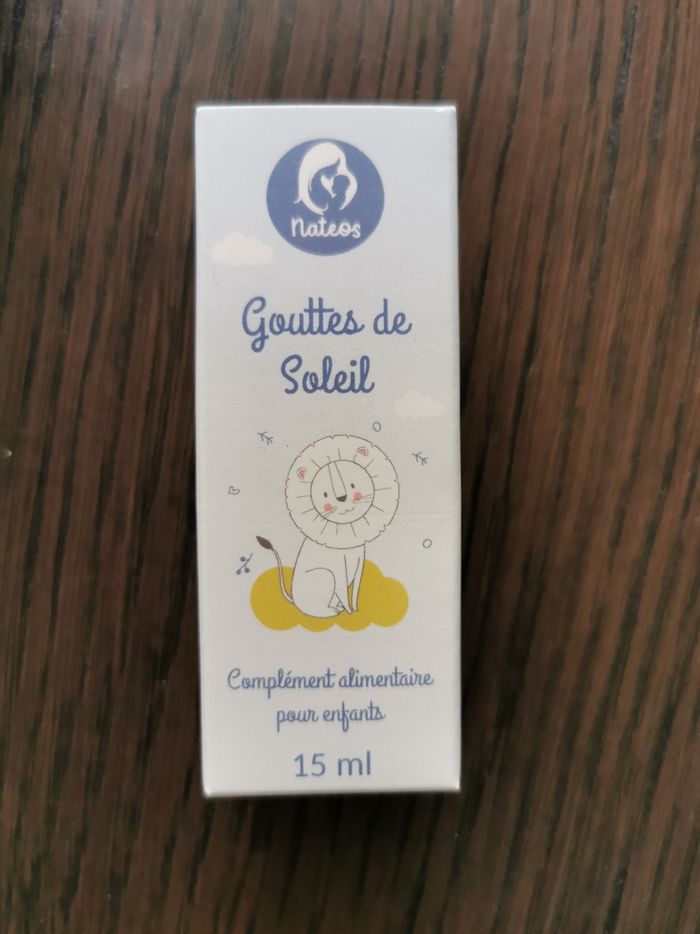 Nateos
Gouttes de
Soleil
Complément alimentaire
pour enfants
15 ml